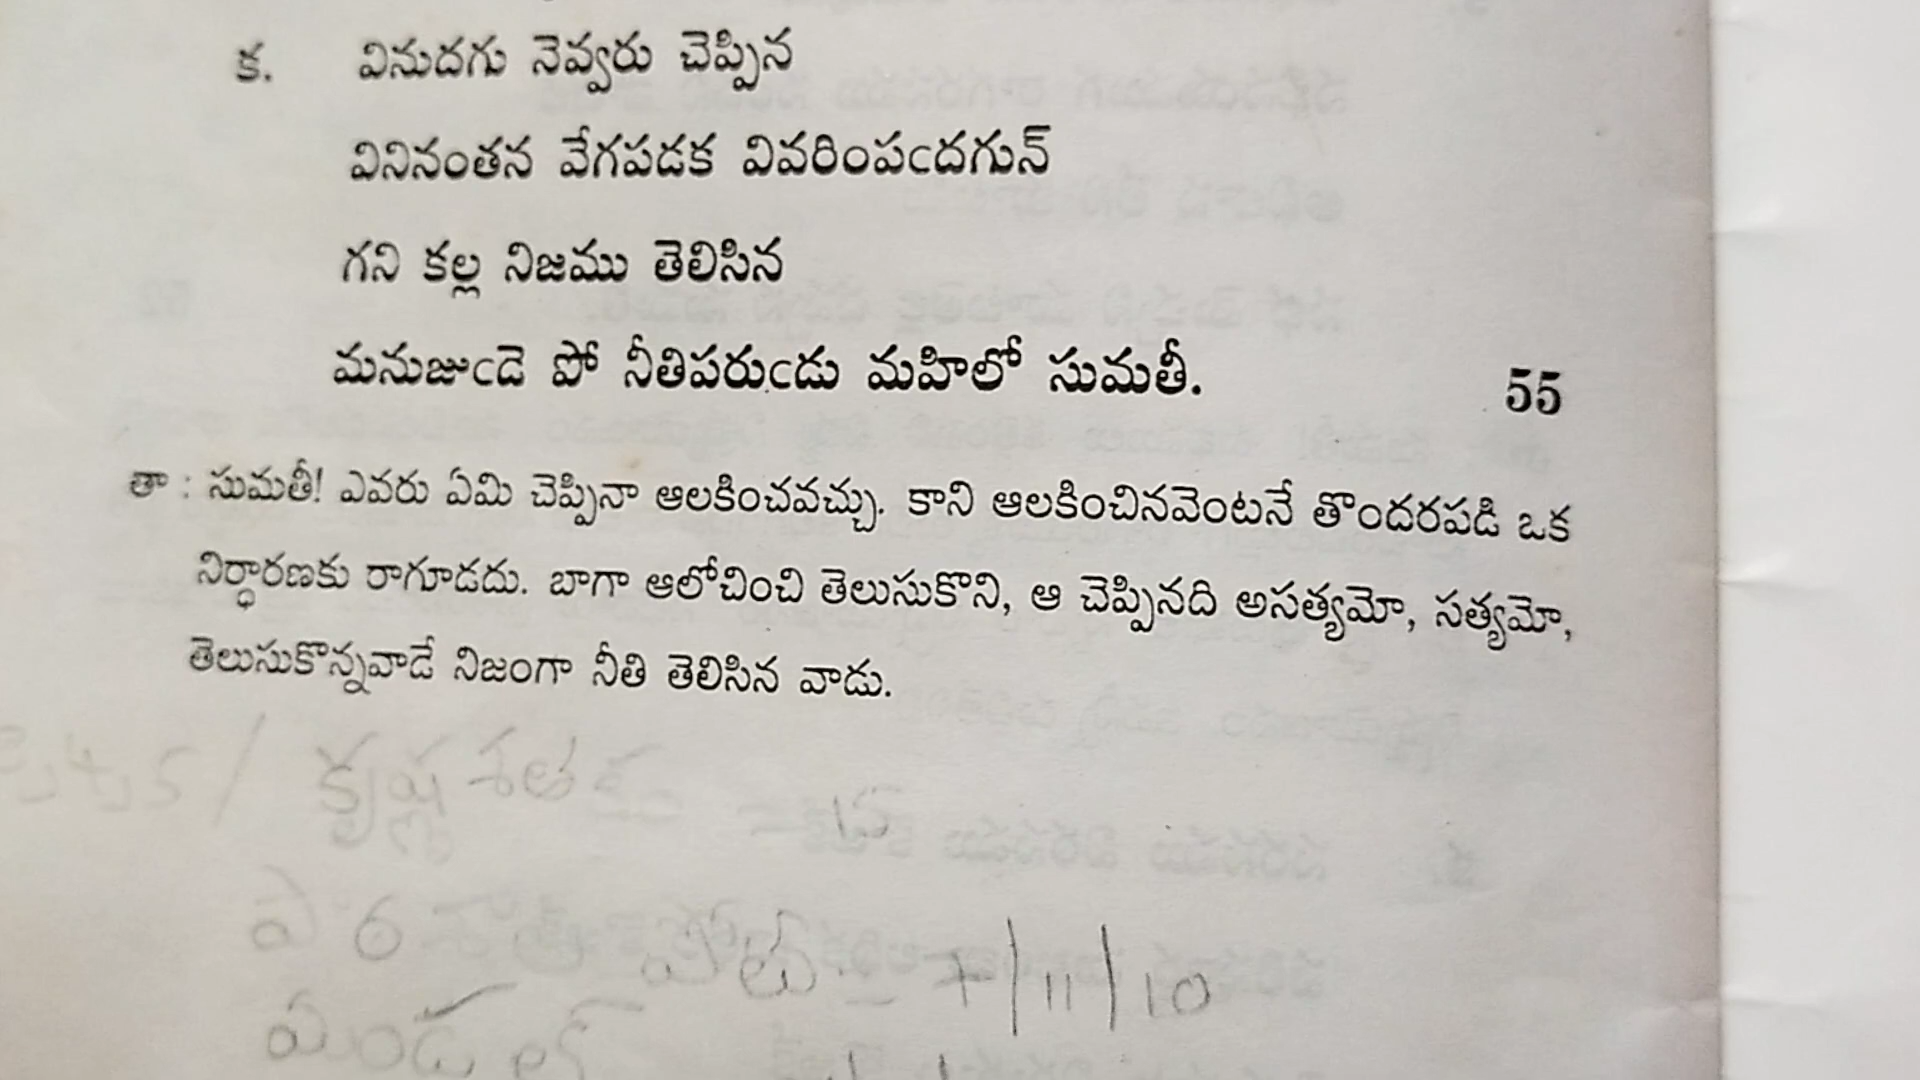 క. వినుదగు నెవ్వరు చెప్పిన
వినినంతన వేగపడక వివరింపఁదగున్
గని కల్ల నిజము తెలిసిన
మనుజుఁడె పో నీతిపరుఁడు మహిలో సుమతీ. 55
తా : సుమతీ! ఎవరు ఏమి చెప్పినా ఆలకించవచ్చు. కాని ఆలకించినవెంటనే తొందరపడి ఒక
నిర్ధారణకు రాగూడదు. బాగా ఆలోచించి తెలుసుకొని, ఆ చెప్పినది అసత్యమో, సత్యమో,
తెలుసుకొన్నవాడే నిజంగా నీతి తెలిసిన వాడు.
/ కృష్ణ శతకం
7/11/10